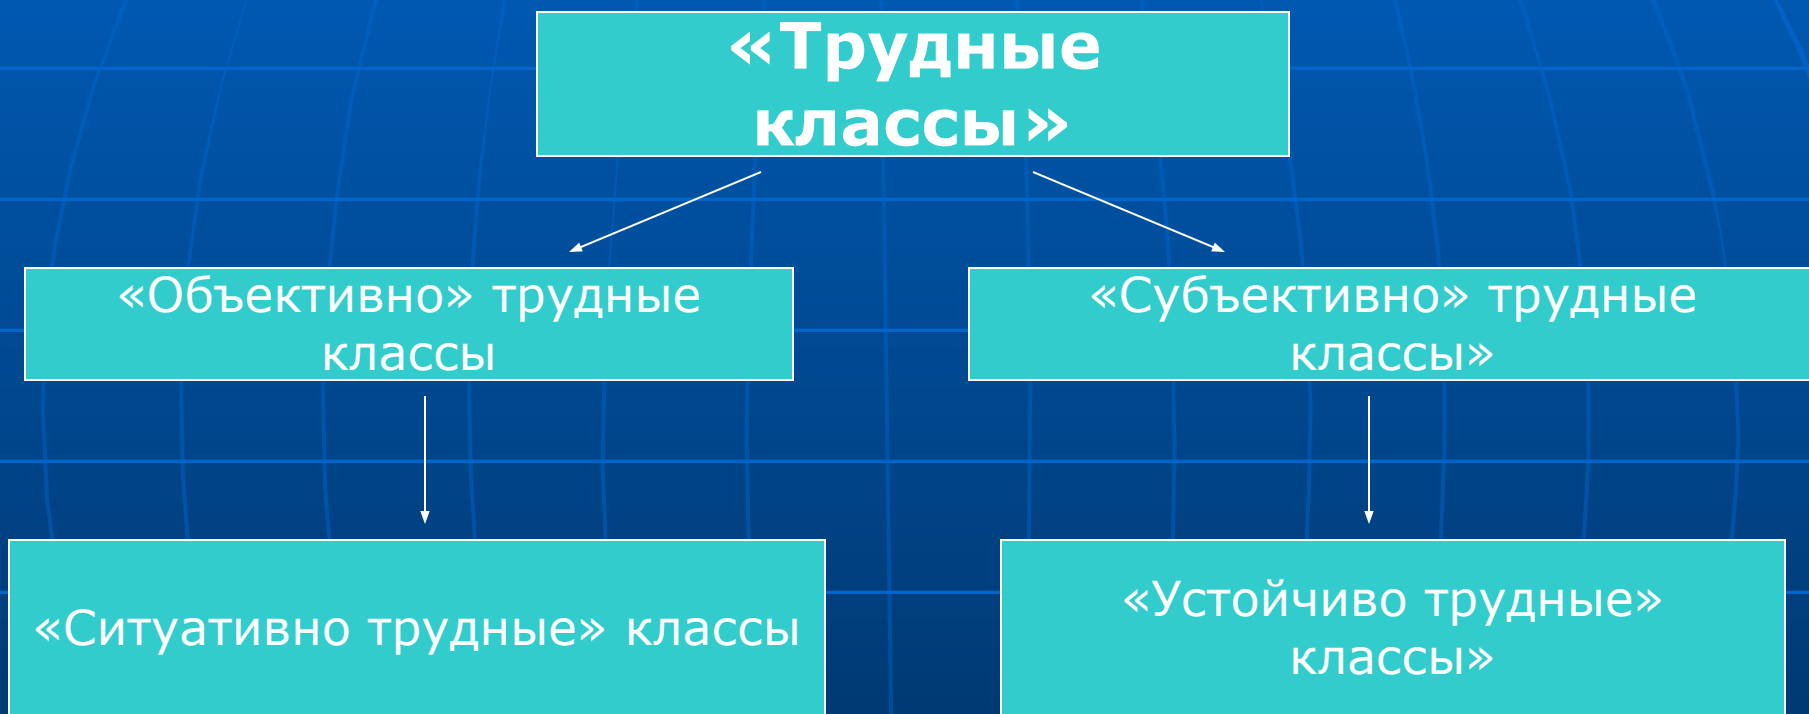 «Трудные
классы»
«Объективно» трудные
классы
«Субъективно» трудные
классы»
«Ситуативно трудные» классы
«Устойчиво трудные»
классы»